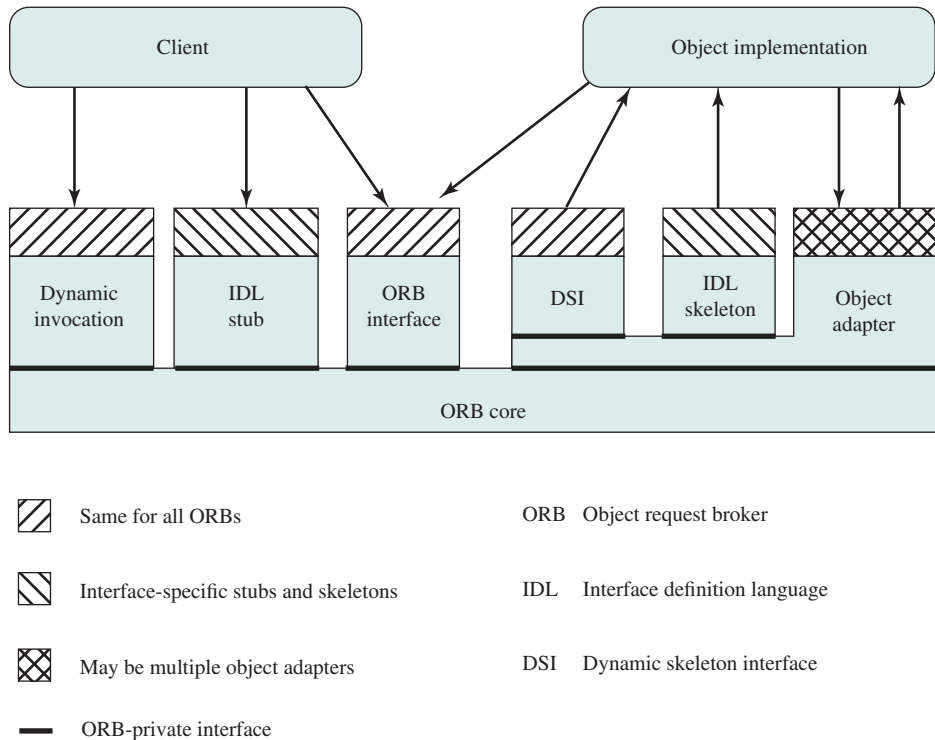 Client
Object implementation
Dynamic
invocation
IDL
stub
ORB
interface
DSI
IDL
skeleton
Object
adapter
ORB core
Same for all ORBs
ORB Object request broker
Interface-specific stubs and skeletons
IDL Interface definition language
May be multiple object adapters
DSI Dynamic skeleton interface
ORB-private interface